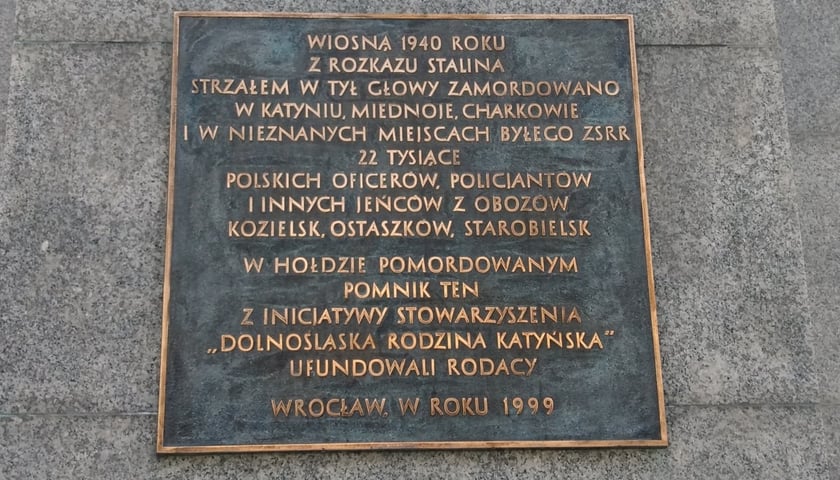 WIOSNĄ 1940 ROKU
Z ROZKAZU STALINA
STRZAŁEM W TYŁ GŁOWY ZAMORDOWANO
W KATYNIU, MIEDNOJE, CHARKOWIE
I W NIEZNANYCH MIEJSCACH BYŁEGO ZSRR
22 TYSIĄCE
POLSKICH OFICERÓW, POLICJANTÓW
I INNYCH JEŃCÓW Z OBOZÓW
KOZIELSK, OSTASZKÓW, STAROBIELSK
W HOŁDZIE POMORDOWANYM
POMNIK TEN
Z INICJATYWY STOWARZYSZENIA
„DOLNOŚLĄSKA RODZINA KATYŃSKA”
UFUNDOWALI RODACY
WROCŁAW, W ROKU 1999